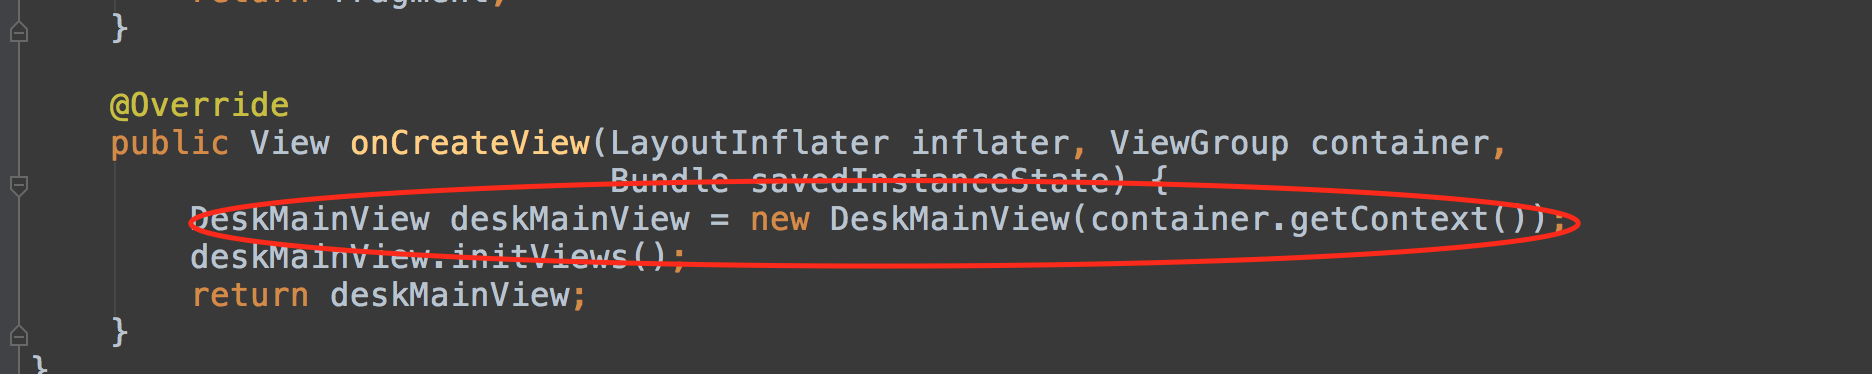 return fragment;
}
@Override
public View onCreateView(LayoutInflater inflater, ViewGroup container,
Bundle savedInstanceState) {
DeskMainView deskMainView = new DeskMainView(container.getContext());
deskMainView.initViews();
return deskMainView;
}
}